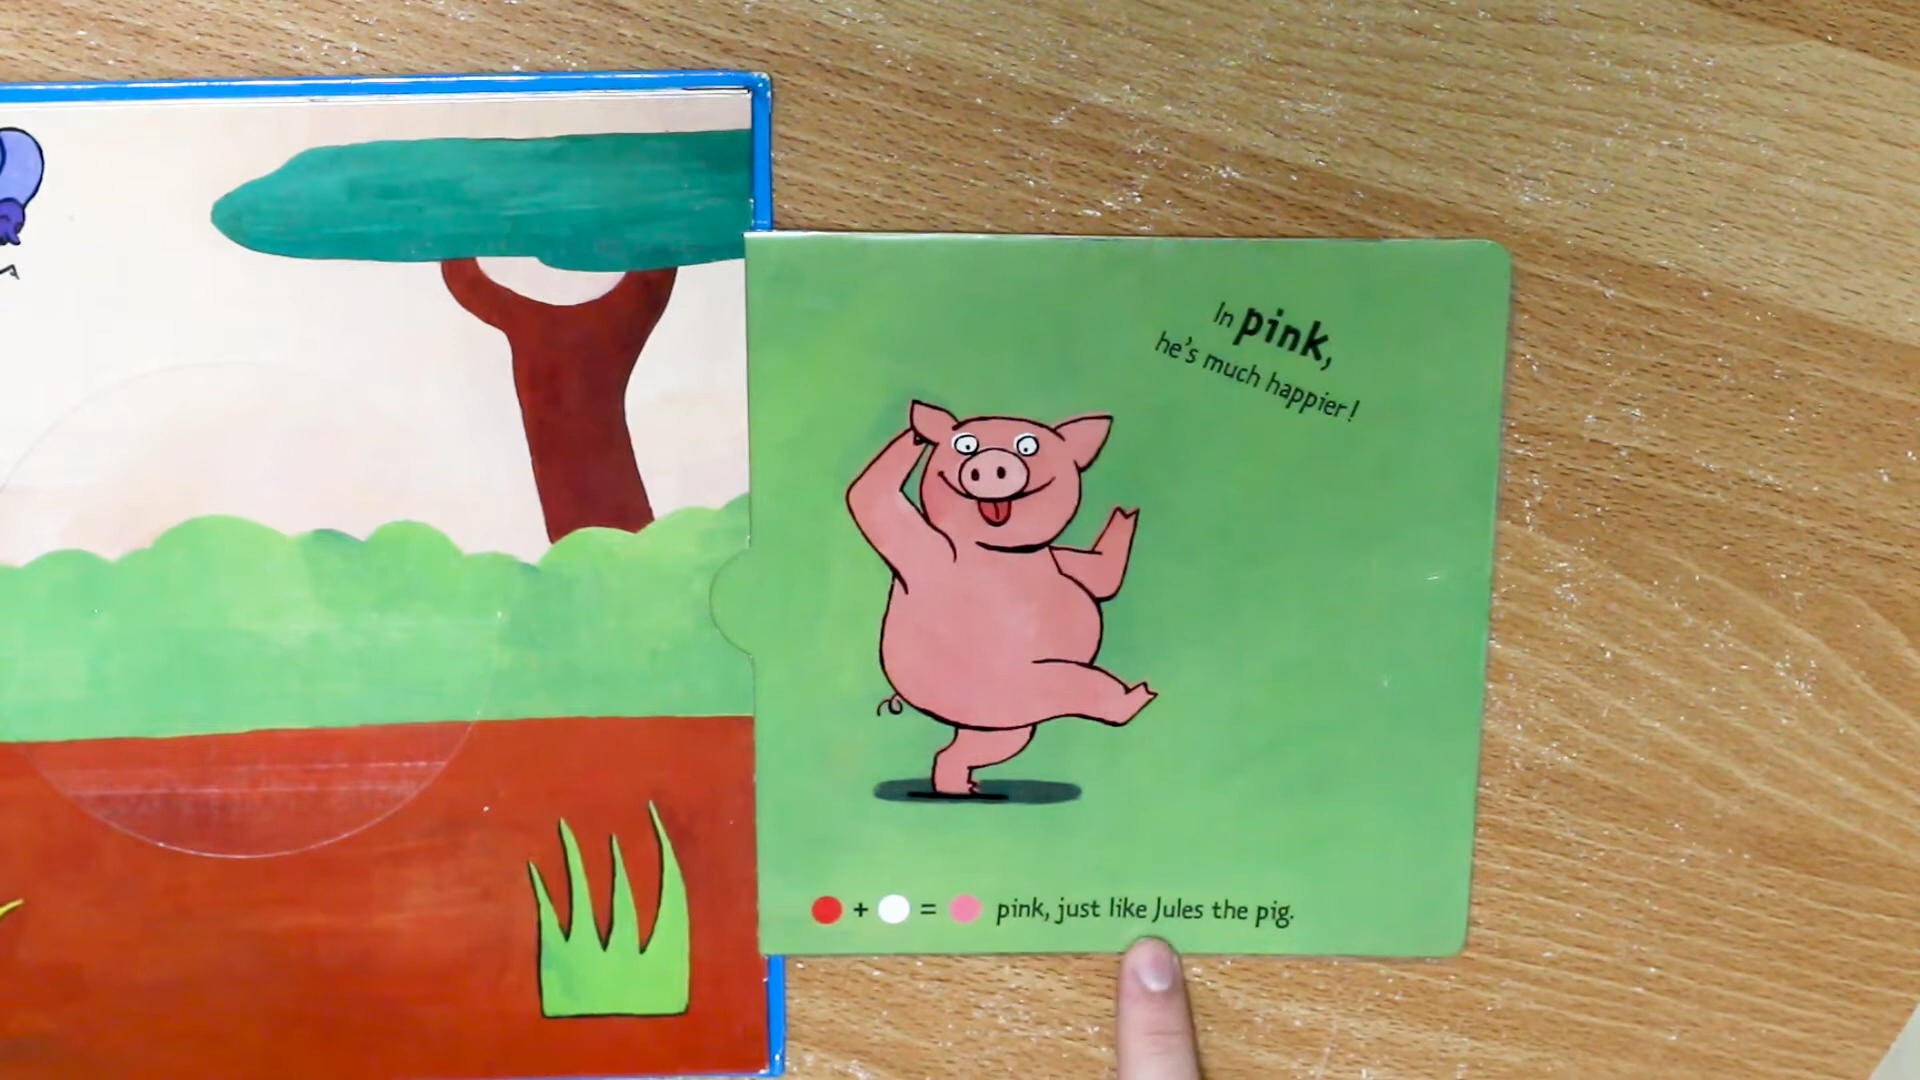 In pink,
he's much happier!
+ = pink, just like Jules the pig.